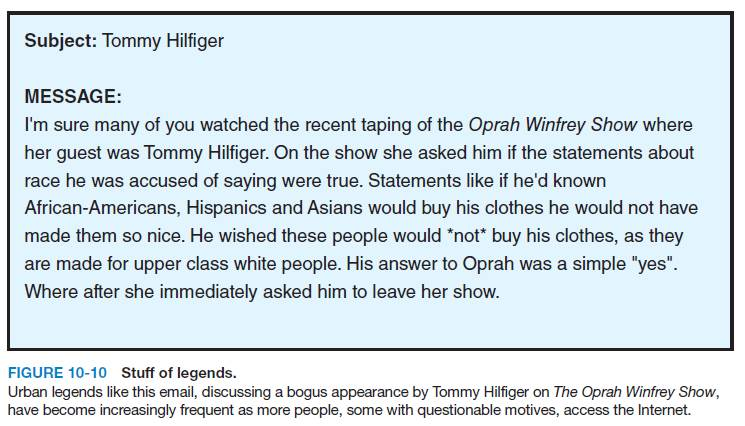 Subject: Tommy Hilfiger
MESSAGE:
I'm sure many of you watched the recent taping of the Oprah Winfrey Show where
her guest was Tommy Hilfiger. On the show she asked him if the statements about
race he was accused of saying were true. Statements like if he'd known
African-Americans, Hispanics and Asians would buy his clothes he would not have
made them so nice. He wished these people would *not* buy his clothes, as they
are made for upper class white people. His answer to Oprah was a simple "yes".
Where after she immediately asked him to leave her show.
FIGURE 10-10 Stuff of legends.
Urban legends like this email, discussing a bogus appearance by Tommy Hilfiger on The Oprah Winfrey Show,
have become increasingly frequent as more people, some with questionable motives, access the Internet.